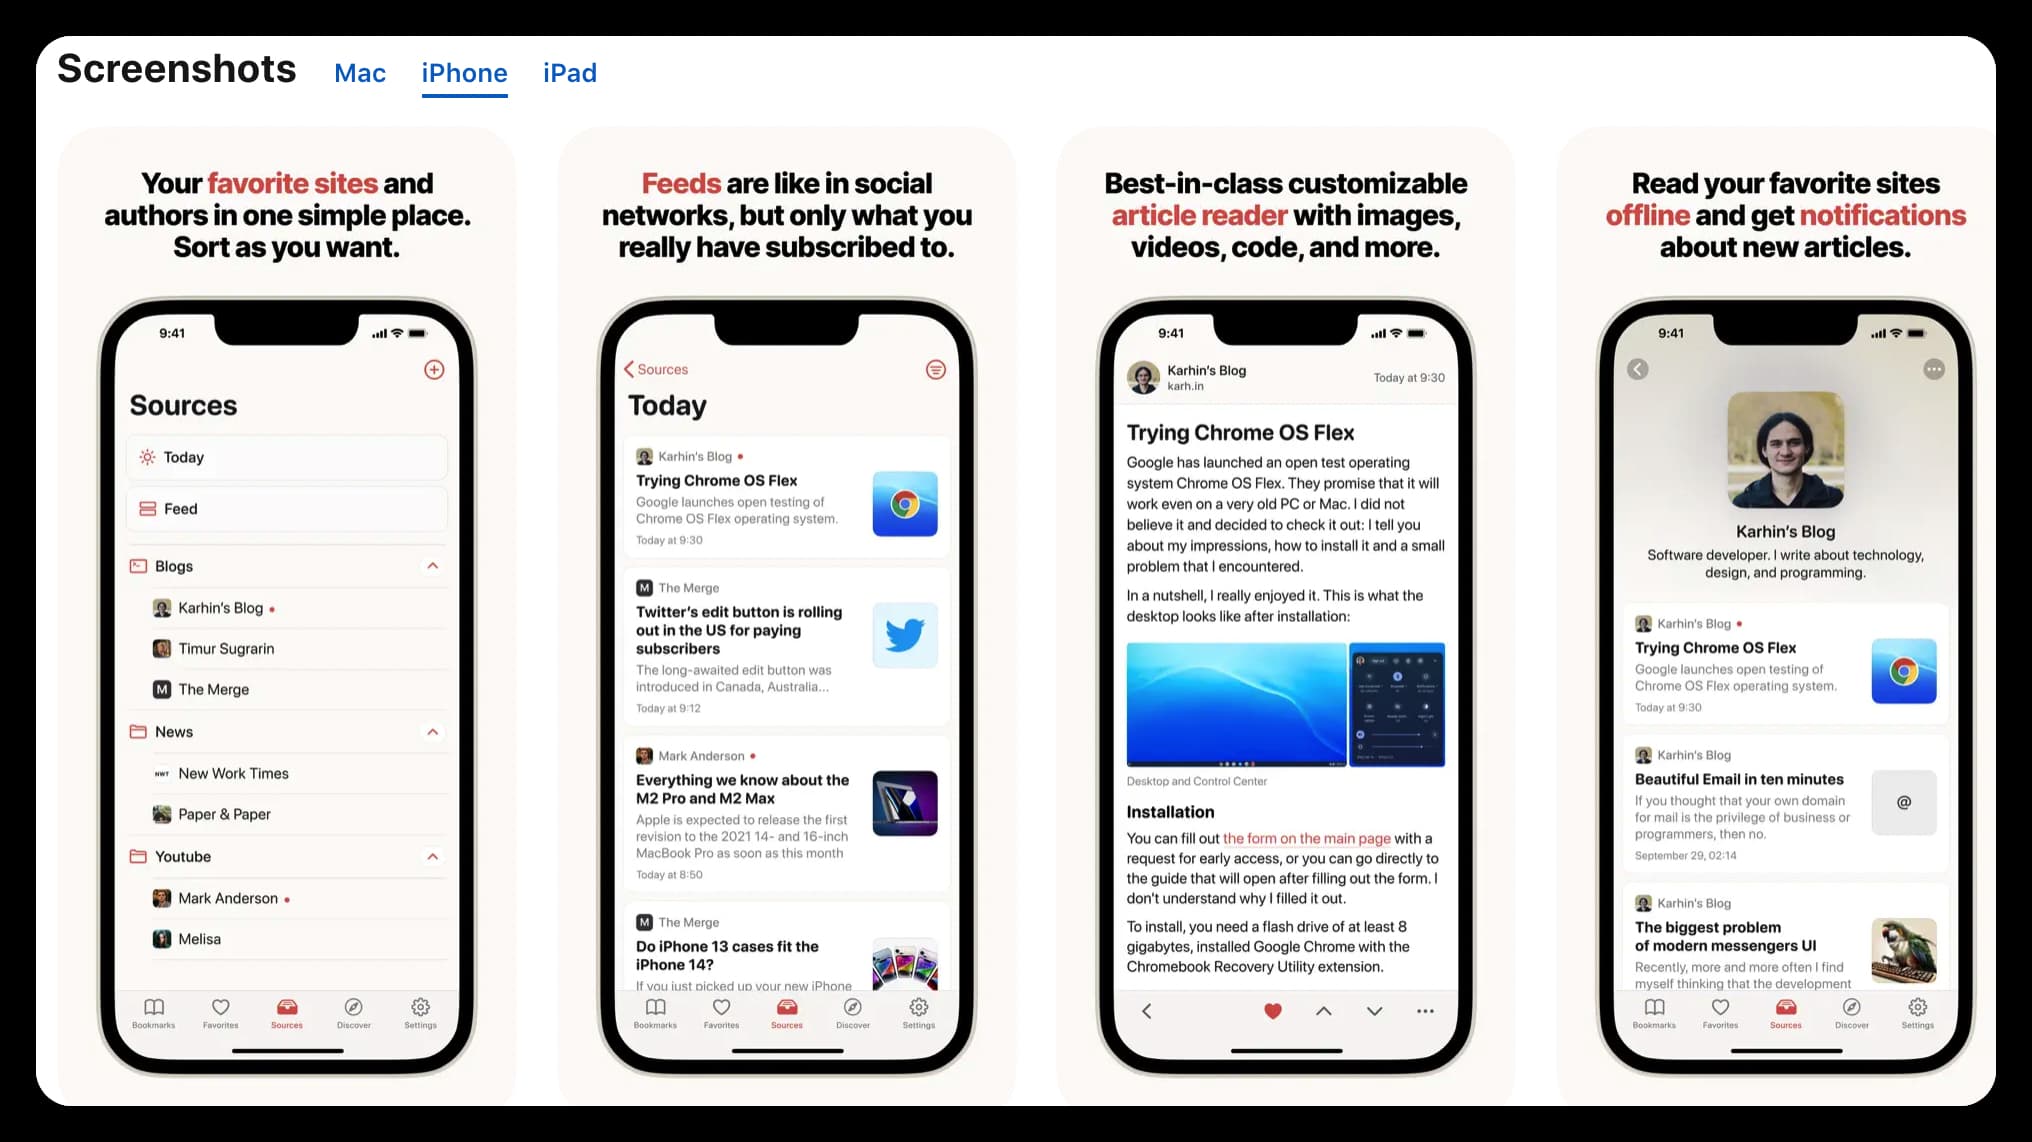 Screenshots
Mac
iPhone
iPad
Your favorite sites and
authors in one simple place.
Sort as you want.
9:41
Sources
Today
Feed
Blogs
Karhin's Blog
Timur Sugrarin
M The Merge
News
NWT New Work Times
Paper & Paper
Youtube
Mark Anderson
Melisa
Bookmarks
Favorites
Sources
Discover
Settings
Feeds are like in social
networks, but only what you
really have subscribed to.
Sources
Today
Karhin's Blog
Trying Chrome OS Flex
Google launches open testing of
Chrome OS Flex operating system.
Today at 9:30
M The Merge
Twitter's edit button is rolling
out in the US for paying
subscribers
The long-awaited edit button was
introduced in Canada, Australia...
Today at 9:12
Mark Anderson
Everything we know about the
M2 Pro and M2 Max
Apple is expected to release the first
revision to the 2021 14- and 16-inch
MacBook Pro as soon as this month
Today at 8:50
M The Merge
Do iPhone 13 cases fit the
iPhone 14?
If you just picked up your new iPhone
Bookmarks
Favorites
Sources
Discover
Settings
Best-in-class customizable
article reader with images,
videos, code, and more.
9:41
Karhin's Blog
karh.in
Today at 9:30
Trying Chrome OS Flex
Google has launched an open test operating
system Chrome OS Flex. They promise that it will
work even on a very old PC or Mac. I did not
believe it and decided to check it out: I tell you
about my impressions, how to install it and a small
problem that I encountered.
In a nutshell, I really enjoyed it. This is what the
desktop looks like after installation:
Desktop and Control Center
Installation
You can fill out the form on the main page with a
request for early access, or you can go directly to
the guide that will open after filling out the form. I
don't understand why I filled it out.
To install, you need a flash drive of at least 8
gigabytes, installed Google Chrome with the
Chromebook Recovery Utility extension.
Read your favorite sites
offline and get notifications
about new articles.
9:41
Karhin's Blog
Software developer. I write about technology,
design, and programming.
Karhin's Blog
Trying Chrome OS Flex
Google launches open testing of
Chrome OS Flex operating system.
Today at 9:30
Karhin's Blog
Beautiful Email in ten minutes
If you thought that your own domain
for mail is the privilege of business or
programmers, then no.
September 29, 02:14
@
Karhin's Blog
The biggest problem
of modern messengers UI
Recently, more and more often I find
myself thinking that the development
Bookmarks
Favorites
Sources
Discover
Settings